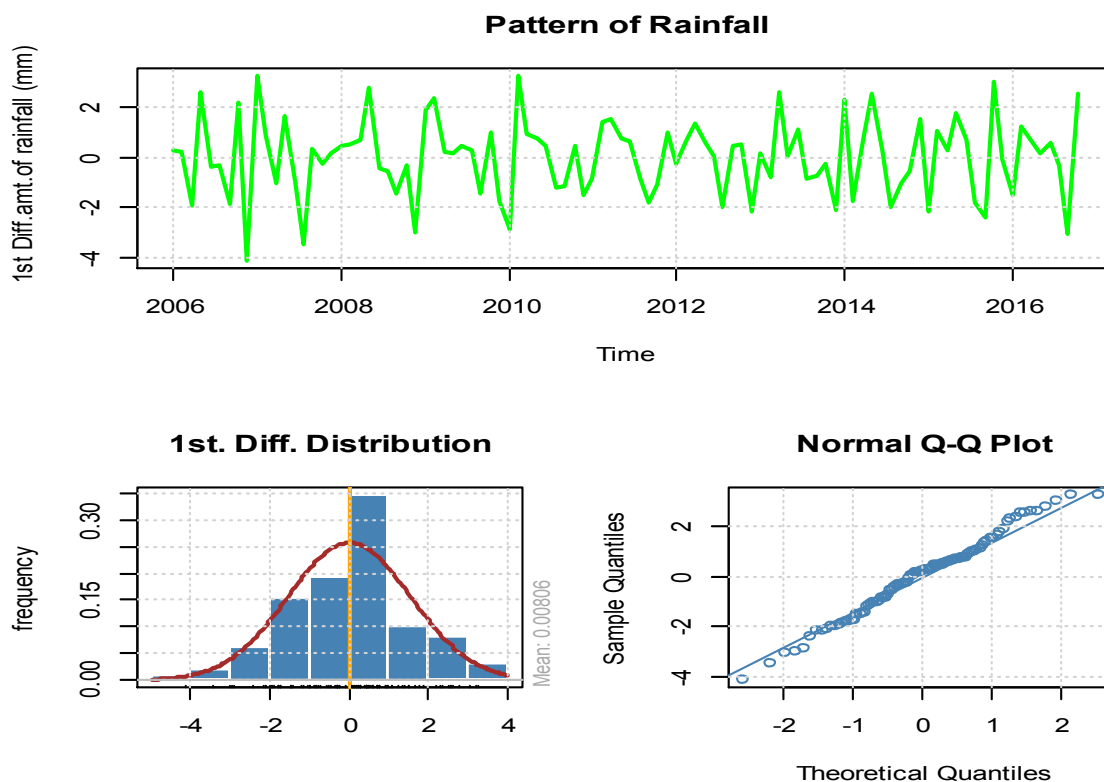 Pattern of Rainfall
1st Diff.amt.of rainfall (mm)
2
0
-2
-4
2006 2008 2010 2012 2014 2016
Time
1st. Diff. Distribution
frequency
0.30
0.15
0.00
-4 -2 0 2 4
Mean: 0.00806
Normal Q-Q Plot
Sample Quantiles
2
0
-2
-4
-2 -1 0 1 2
Theoretical Quantiles